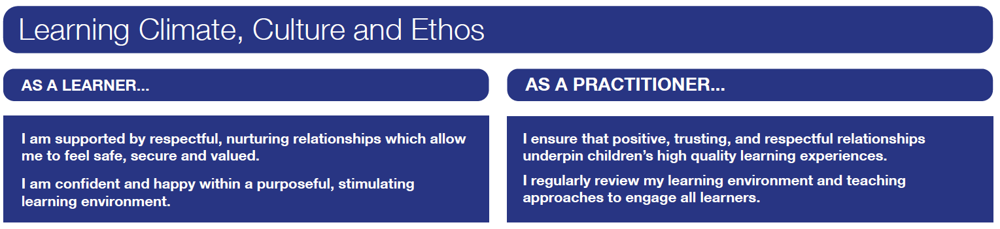 Learning Climate, Culture and Ethos
AS A LEARNER...
I am supported by respectful, nurturing relationships which allow
me to feel safe, secure and valued.
I am confident and happy within a purposeful, stimulating
learning environment.
AS A PRACTITIONER...
I ensure that positive, trusting, and respectful relationships
underpin children’s high quality learning experiences.
I regularly review my learning environment and teaching
approaches to engage all learners.